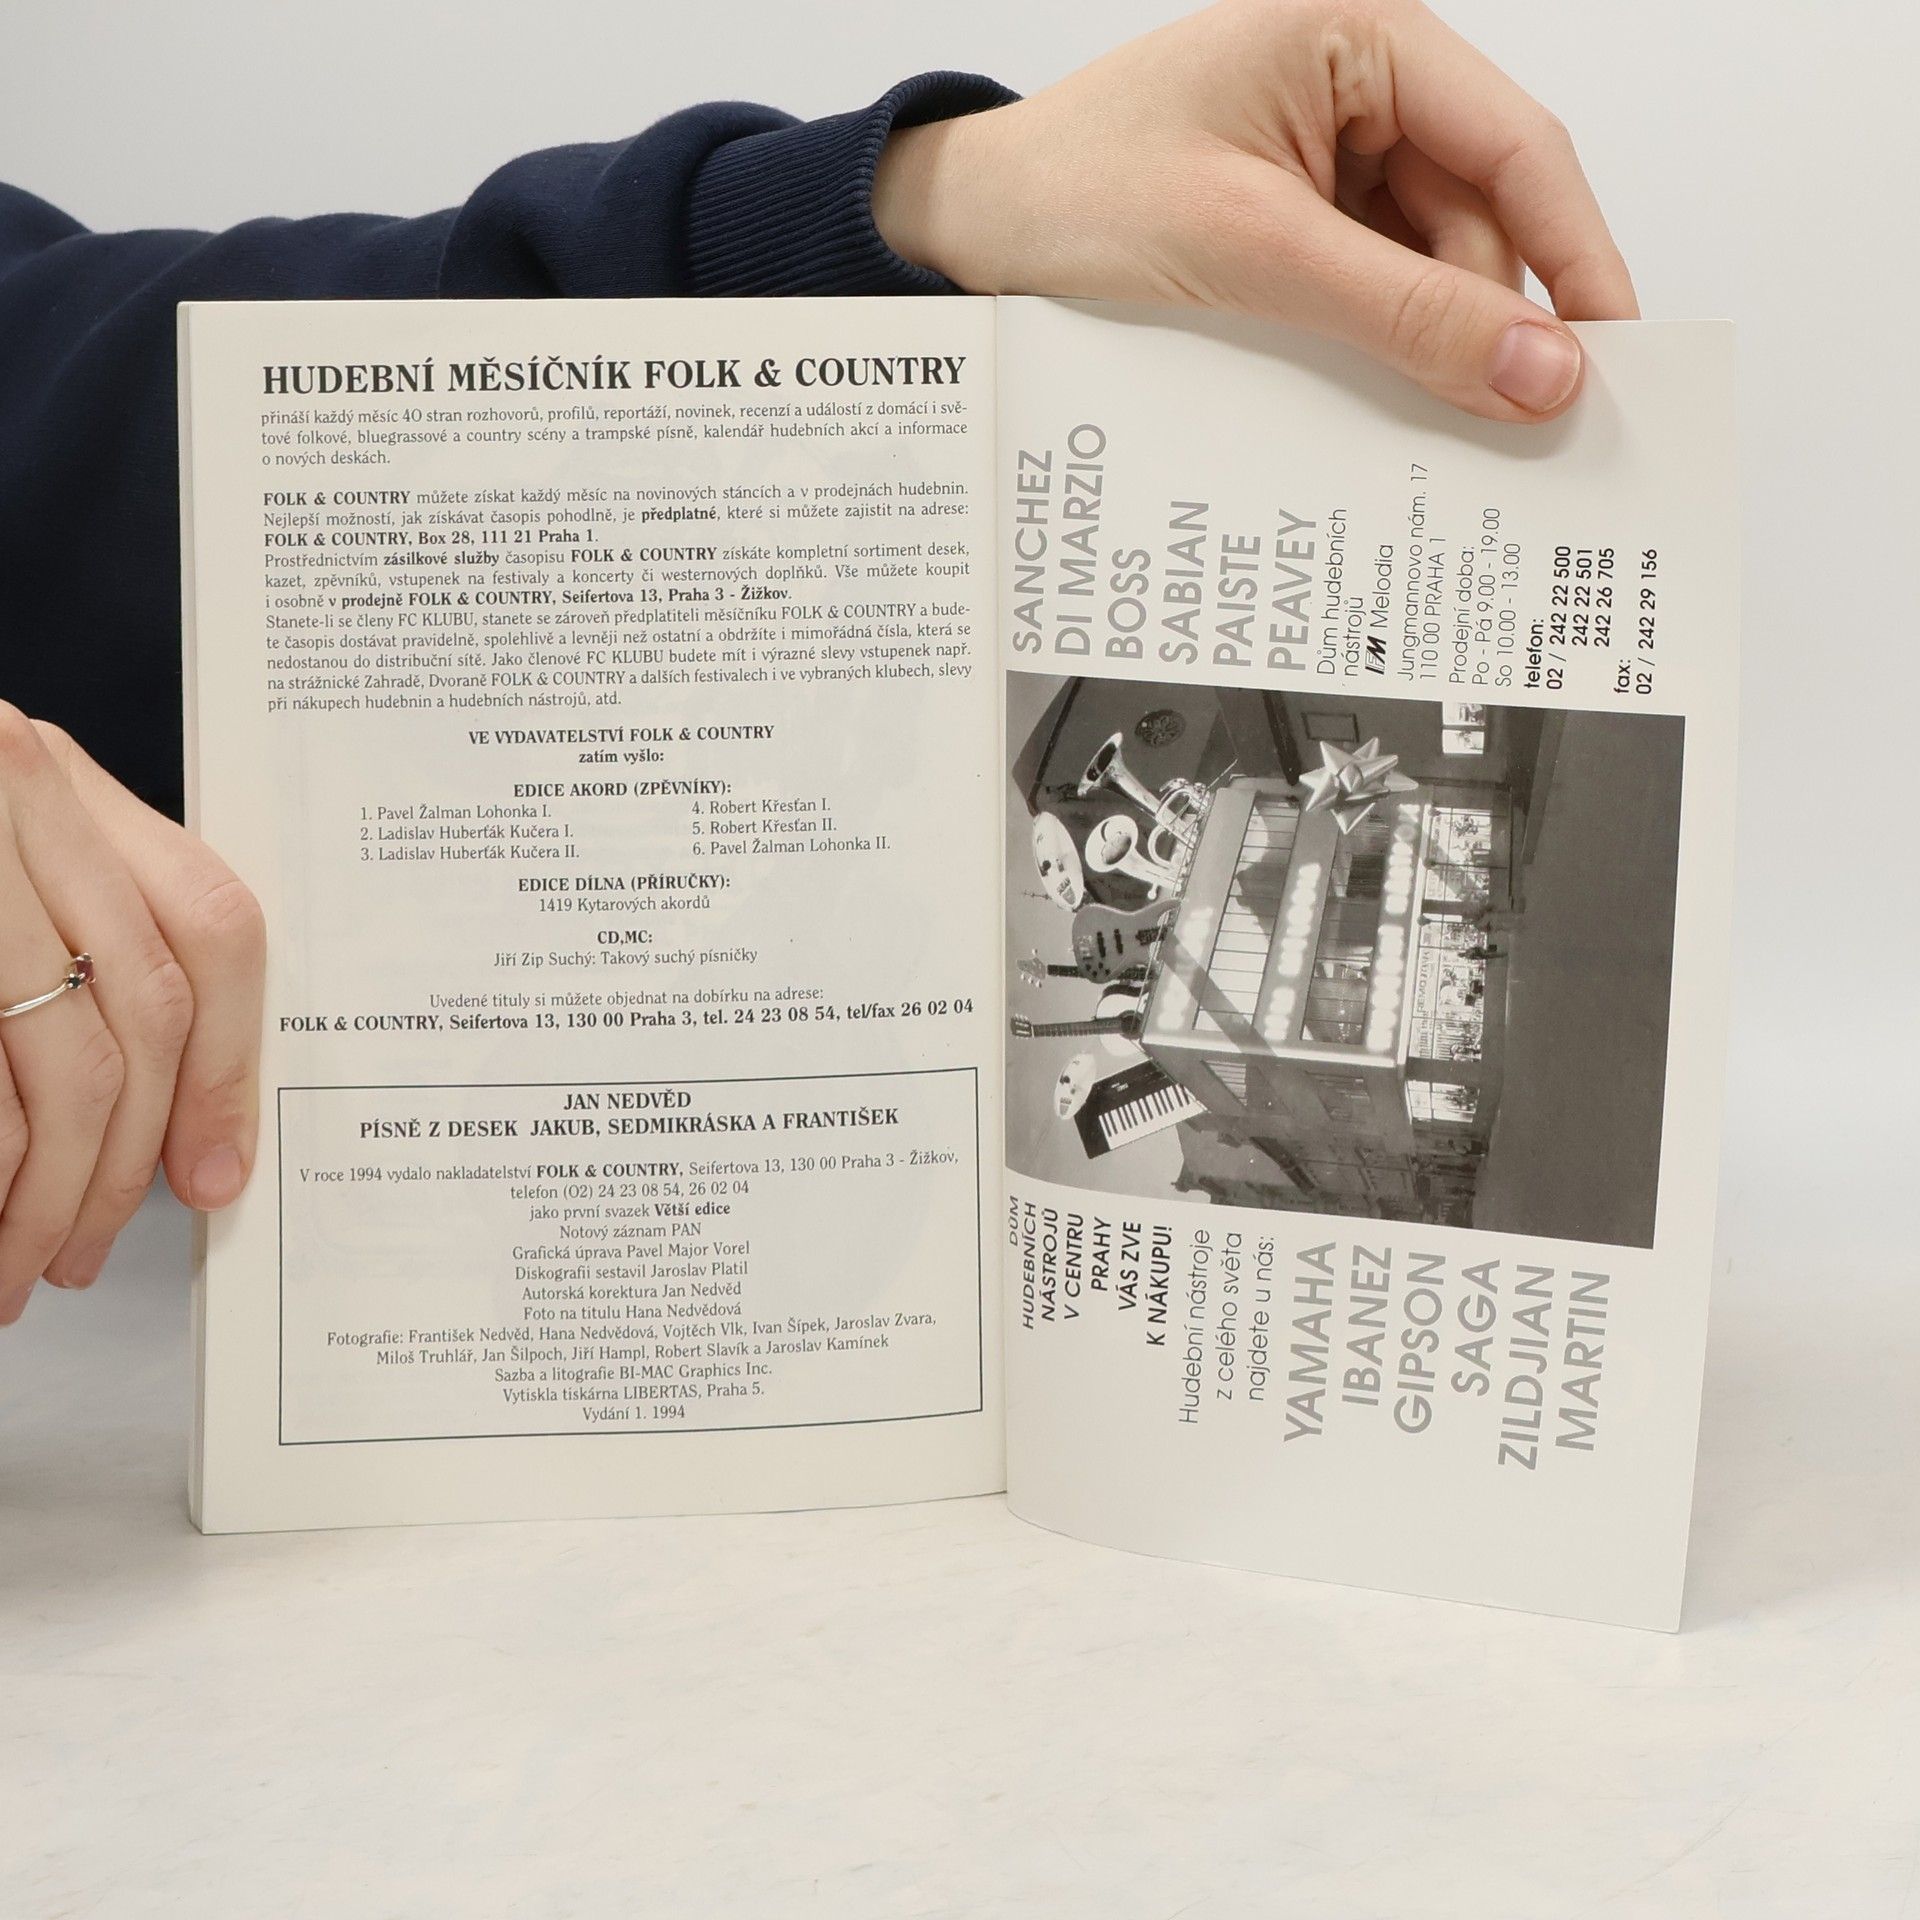 HUDEBNÍ MĚSÍČNÍK FOLK & COUNTRY
přináší každý měsíc 40 stran rozhovorů, profilů, reportáží, novinek, recenzí a událostí z domácí i svě-
tové folkové, bluegrassové a country scény a trampské písně, kalendář hudebních akcí a informace
o nových deskách.
FOLK & COUNTRY můžete získat každý měsíc na novinových stáncích a v prodejnách hudebnin.
Nejlepší možností, jak získávat časopis pohodlně, je předplatné, které si můžete zajistit na adrese:
FOLK & COUNTRY, Box 28, 111 21 Praha 1.
Prostřednictvím zásilkové služby časopisu FOLK & COUNTRY získáte kompletní sortiment desek,
kazet, zpěvníků, vstupenek na festivaly a koncerty či westernových doplňků. Vše můžete koupit
i osobně v prodejně FOLK & COUNTRY, Seifertova 13, Praha 3 - Žižkov.
Stanete-li se členy FC KLUBU, stanete se zároveň předplatiteli měsíčníku FOLK & COUNTRY a bude-
te časopis dostávat pravidelně, spolehlivě a levněji než ostatní a obdržíte i mimořádná čísla, která se
nedostanou do distribuční sítě. Jako členové FC KLUBU budete mít i výrazné slevy vstupenek např.
na strážnické Zahradě, Dvoraně FOLK & COUNTRY a dalších festivalech i ve vybraných klubech, slevy
při nákupech hudebnin a hudebních nástrojů, atd.
VE VYDAVATELSTVÍ FOLK & COUNTRY
zatím vyšlo:
EDICE AKORD (ZPĚVNÍKY):
1. Pavel Žalman Lohonka I.
2. Ladislav Huberťák Kučera I.
3. Ladislav Huberťák Kučera II.
4. Robert Křesťan I.
5. Robert Křesťan II.
6. Pavel Žalman Lohonka II.
EDICE DÍLNA (PŘÍRUČKY):
1419 Kytarových akordů
CD,MC:
Jiří Zip Suchý: Takový suchý písničky
Uvedené tituly si můžete objednat na dobírku na adrese:
FOLK & COUNTRY, Seifertova 13, 130 00 Praha 3, tel. 24 23 08 54, tel/fax 26 02 04
JAN NEDVĚD
PÍSNĚ Z DESEK JAKUB, SEDMIKRÁSKA A FRANTIŠEK
V roce 1994 vydalo nakladatelství FOLK & COUNTRY, Seifertova 13, 130 00 Praha 3 - Žižkov,
telefon (02) 24 23 08 54, 26 02 04
jako první svazek Větší edice
Notový záznam PAN
Grafická úprava Pavel Major Vorel
Diskografii sestavil Jaroslav Platil
Autorská korektura Jan Nedvěd
Foto na titulu Hana Nedvědová
Fotografie: František Nedvěd, Hana Nedvědová, Vojtěch Vlk, Ivan Šípek, Jaroslav Zvara,
Miloš Truhlář, Jan Šilpoch, Jiří Hampl, Robert Slavík a Jaroslav Kamínek
Sazba a litografie BI-MAC Graphics Inc.
Vytiskla tiskárna LIBERTAS, Praha 5.
Vydání 1. 1994
DŮM
HUDEBNÍCH
NÁSTROJŮ
V CENTRU
PRAHY
VÁS ZVE
K NÁKUPU!
Hudební nástroje
z celého světa
najdete u nás:
YAMAHA
IBANEZ
GIPSON
SAGA
ZILDJIAN
MARTIN
SANCHEZ
DI MARZIO
BOSS
SABIAN
PAISTE
PEAVEY
Dům hudebních
nástrojů
Melodia
Jungmannovo nám. 17
110 00 PRAHA 1
Prodejní doba:
Po - Pá 9.00 - 19.00
So 10.00 - 13.00
telefon:
02 / 242 22 500
242 22 501
242 26 705
fax:
02 / 242 29 156